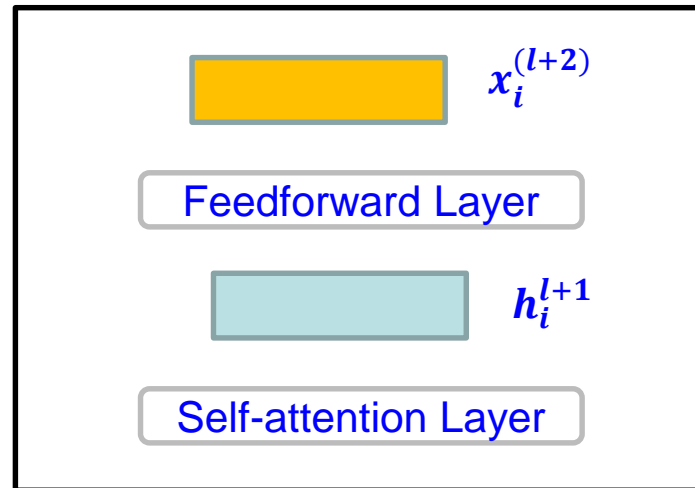 x_i^{(l+2)}
Feedforward Layer
h_i^{l+1}
Self-attention Layer